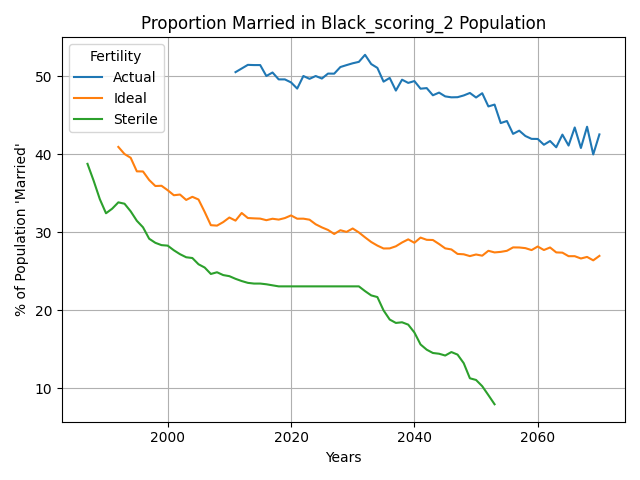 Proportion Married in Black_scoring_2 Population
Fertility
Actual
Ideal
Sterile
% of Population 'Married'
50
40
30
20
10
2000
2020
2040
2060
Years